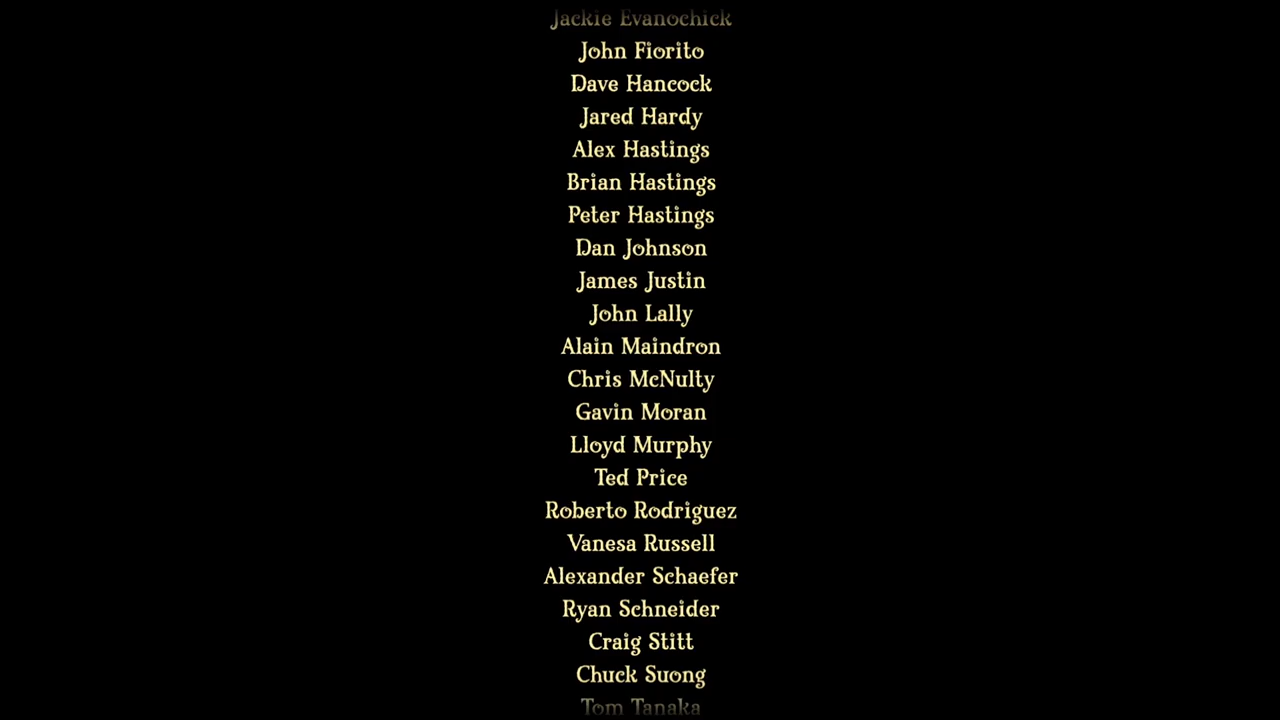 Jackie Evanochick
John Fiorito
Dave Hancock
Jared Hardy
Alex Hastings
Brian Hastings
Peter Hastings
Dan Johnson
James Justin
John Lally
Alain Maindron
Chris McNulty
Gavin Moran
Lloyd Murphy
Ted Price
Roberto Rodriguez
Vanesa Russell
Alexander Schaefer
Ryan Schneider
Craig Stitt
Chuck Suong
Tom Tanaka